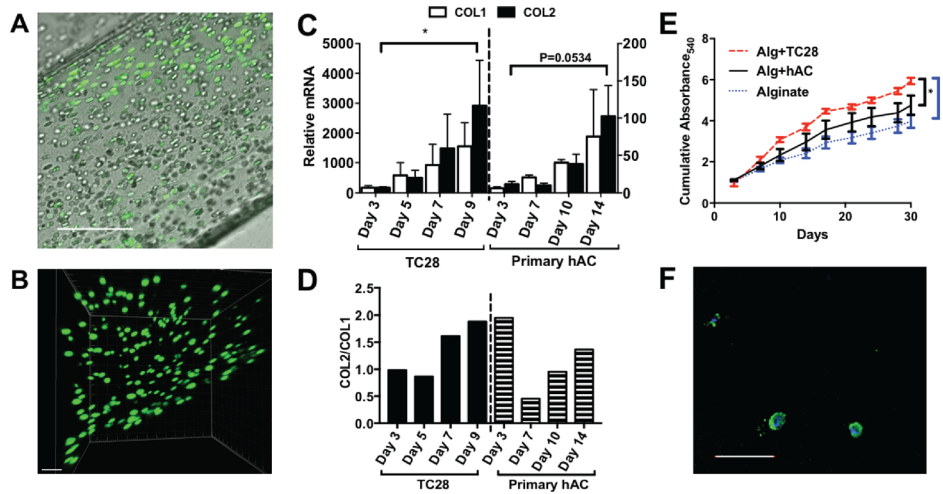 A
B
C
COL1
COL2
Relative mRNA
5000
4000
3000
2000
1000
0
*
P=0.0534
200
150
100
50
0
Day 3
Day 5
Day 7
Day 9
Day 3
Day 7
Day 10
Day 14
TC28
Primary hAC
D
COL2/COL1
2.5
2.0
1.5
1.0
0.5
0.0
Day 3
Day 5
Day 7
Day 9
Day 3
Day 7
Day 10
Day 14
TC28
Primary hAC
E
Alg+TC28
Alg+hAC
Alginate
Cumulative Absorbance540
8
6
4
2
0
*
0
10
20
30
Days
F